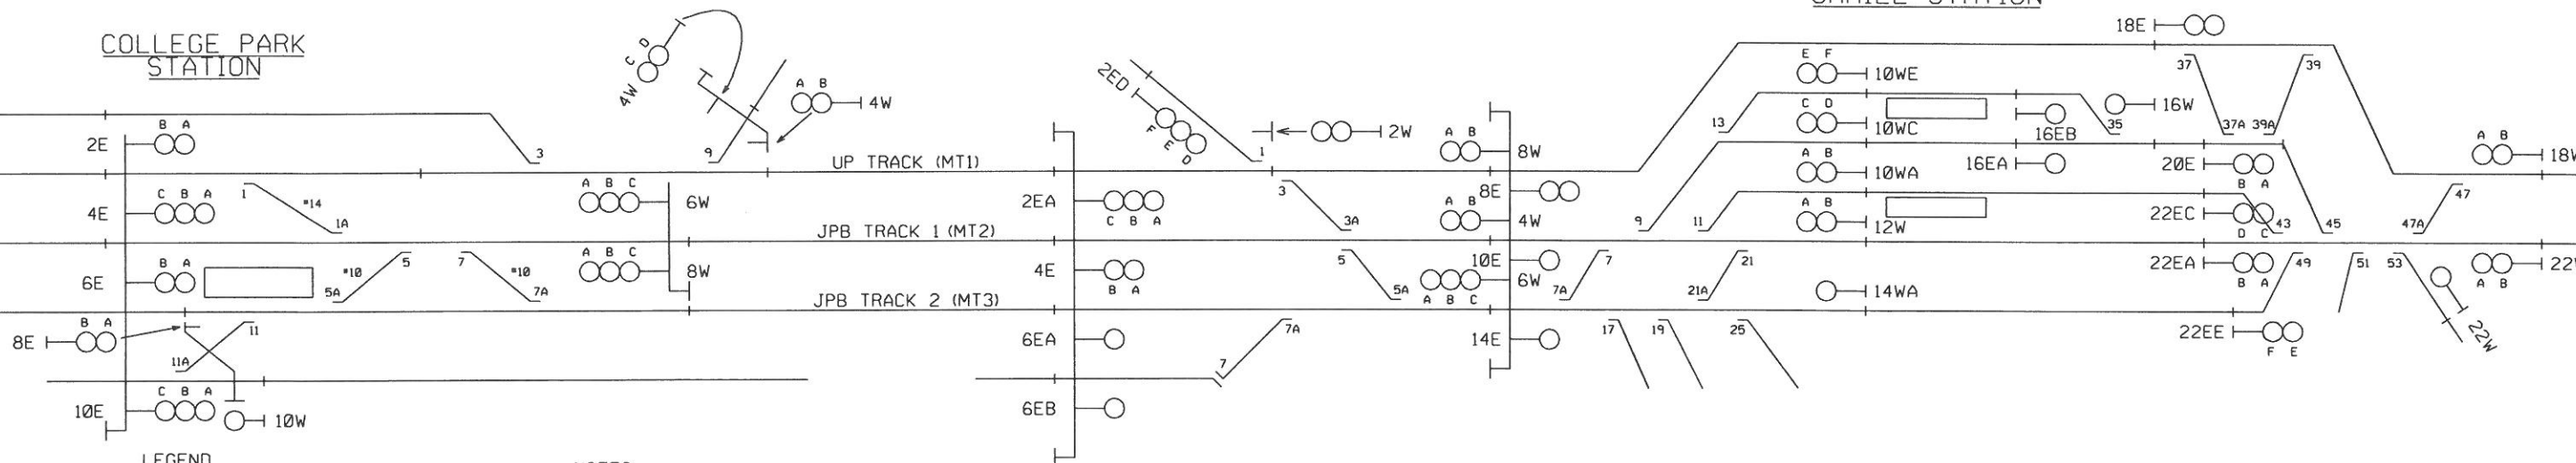 COLLEGE PARK
STATION
2E
B A
3
4E
C B A
1
"14
1A
6E
B A
5A
"10
5
7
"10
7A
8E
B A
11A
11
10E
C B A
10W
LEGEND
4W
C D
A B
4W
9
A B C
6W
A B C
8W
UP TRACK (MT1)
JPB TRACK 1 (MT2)
JPB TRACK 2 (MT3)
2ED
F E D
1
2W
2EA
C B A
3
3A
4E
B A
5
5A
6EA
7A
7
6EB
A B
8W
8E
A B
4W
10E
6W
A B C
14E
7
7A
9
11
13
21
21A
17
19
25
E F
10WE
C D
10WC
A B
10WA
A B
12W
14WA
16EB
16EA
16W
35
18E
37
39
37A
39A
20E
B A
22EC
D C
43
45
22EA
B A
49
51
53
22EE
F E
47A
47
A B
18W
A B
22W